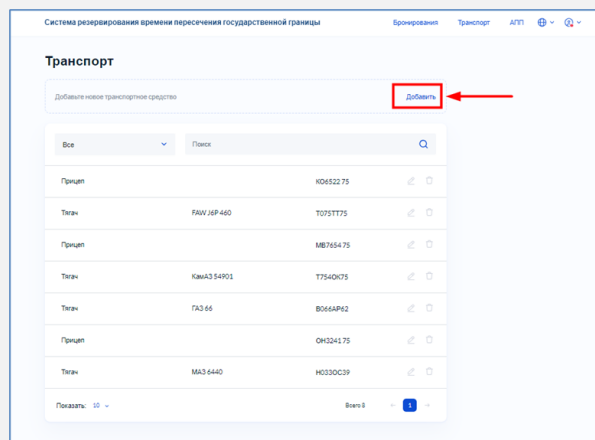 Система резервирования времени пересечения государственной границы Бронирования Транспорт АПП
Транспорт
Добавьте новое транспортное средство Добавить
Все Поиск
Прицеп КО6522 75
Тягач FAW J6P 460 Т075ТТ75
Прицеп МВ7654 75
Тягач КамАЗ 54901 Т754ОК75
Тягач ГАЗ 66 В066АР62
Прицеп ОН3241 75
Тягач МАЗ 6440 Н033ОС39
Показать: 10 Всего 8 1